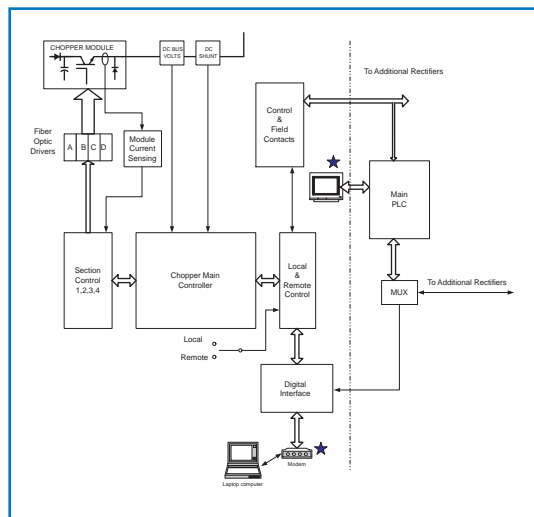 CHOPPER MODULE
DC BUS
VOLTS
DC
SHUNT
To Additional Rectifiers
Control
&
Field
Contacts
Fiber
Optic
Drivers
A B C D
Module
Current
Sensing
Main
PLC
Section
Control
1,2,3,4
Chopper Main
Controller
Local
&
Remote
Control
To Additional Rectifiers
MUX
Local
Remote
Digital
Interface
Modem
Laptop computer